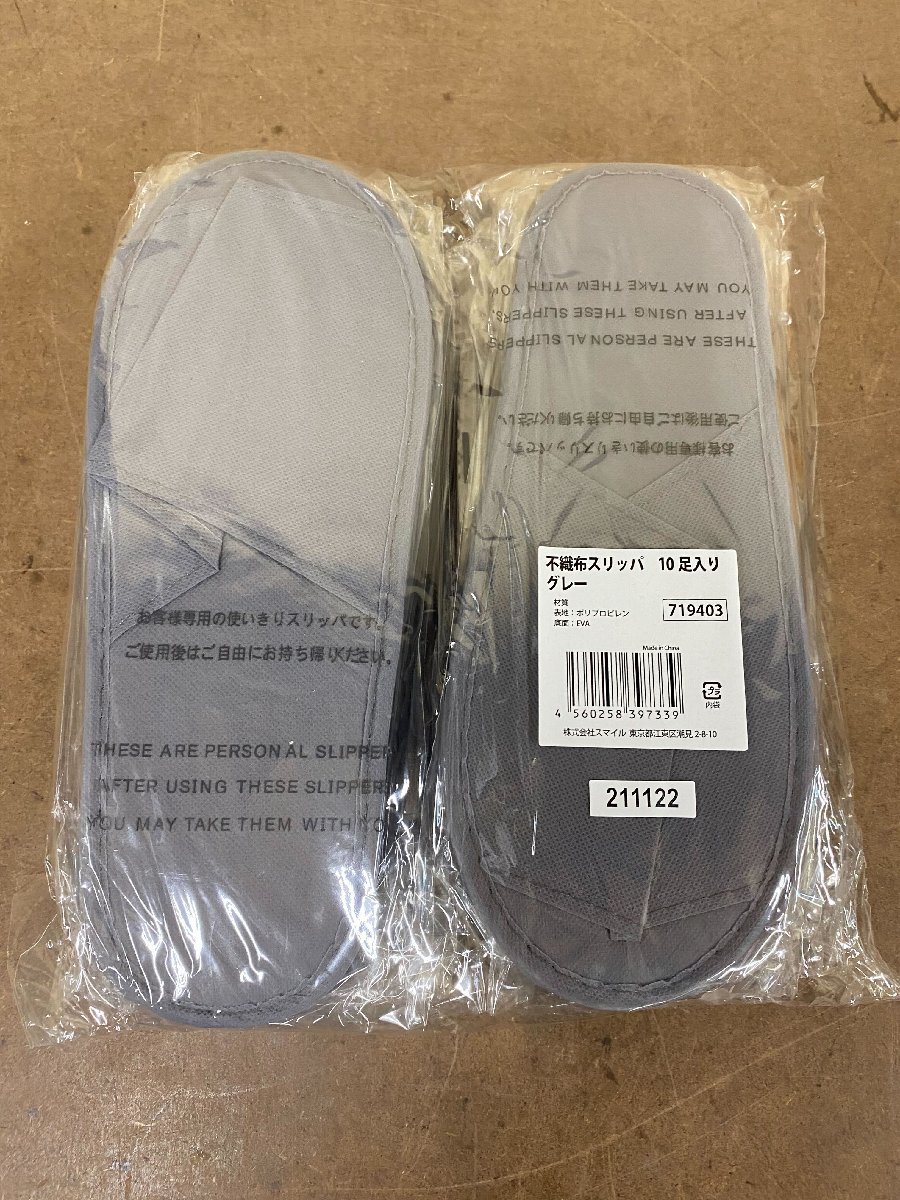 お客様専用の使いきりスリッパです。
ご使用後はご自由にお持ち帰りください。
THESE ARE PERSONAL SLIPPER
AFTER USING THESE SLIPPERS
YOU MAY TAKE THEM WITH YO
お客様専用の使いきりスリッパです。
ご使用後はご自由にお持ち帰りください。
THESE ARE PERSONAL SLIPPERS
AFTER USING THESE SLIPPERS,
YOU MAY TAKE THEM WITH YOU
不織布スリッパ 10足入り
グレー
材質
表地：ポリプロピレン
底面：EVA
719403
Made in China
4 560258 397339
プラ
内袋
株式会社スマイル 東京都江東区潮見 2-8-10
211122